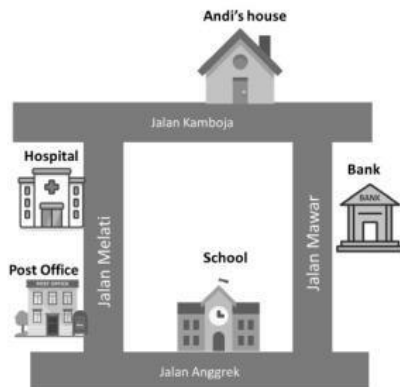 Andi's house
Jalan Kamboja
Hospital
Bank
BANK
Jalan Melati
Jalan Mawar
Post Office
POST OFFICE
School
Jalan Anggrek